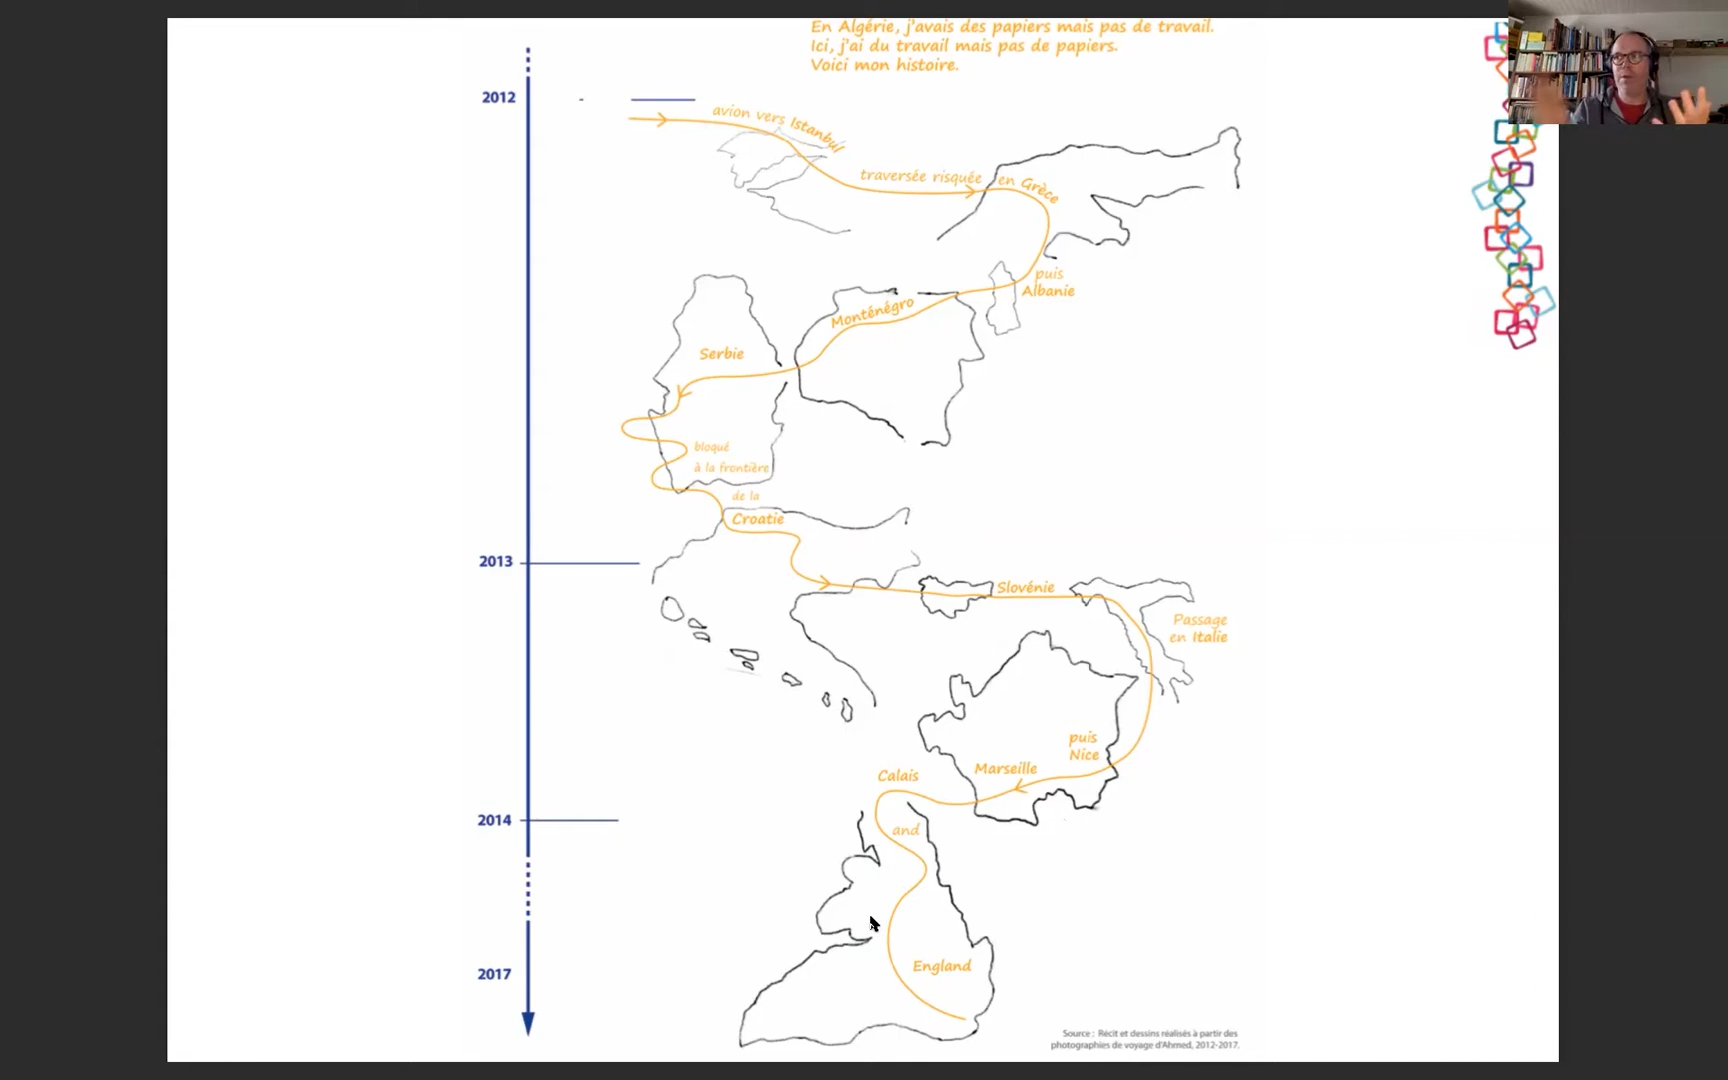 En Algérie, j'avais des papiers mais pas de travail.
Ici, j'ai du travail mais pas de papiers.
Voici mon histoire.
2012
avion vers Istanbul
traversée risquée
en Grèce
puis
Albanie
Monténégro
Serbie
bloqué
à la frontière
de la
Croatie
2013
Slovénie
Passage
en Italie
puis
Nice
Marseille
Calais
2014
and
England
2017
Source : Récit et dessins réalisés à partir des
photographies de voyage d'Ahmed, 2012-2017.